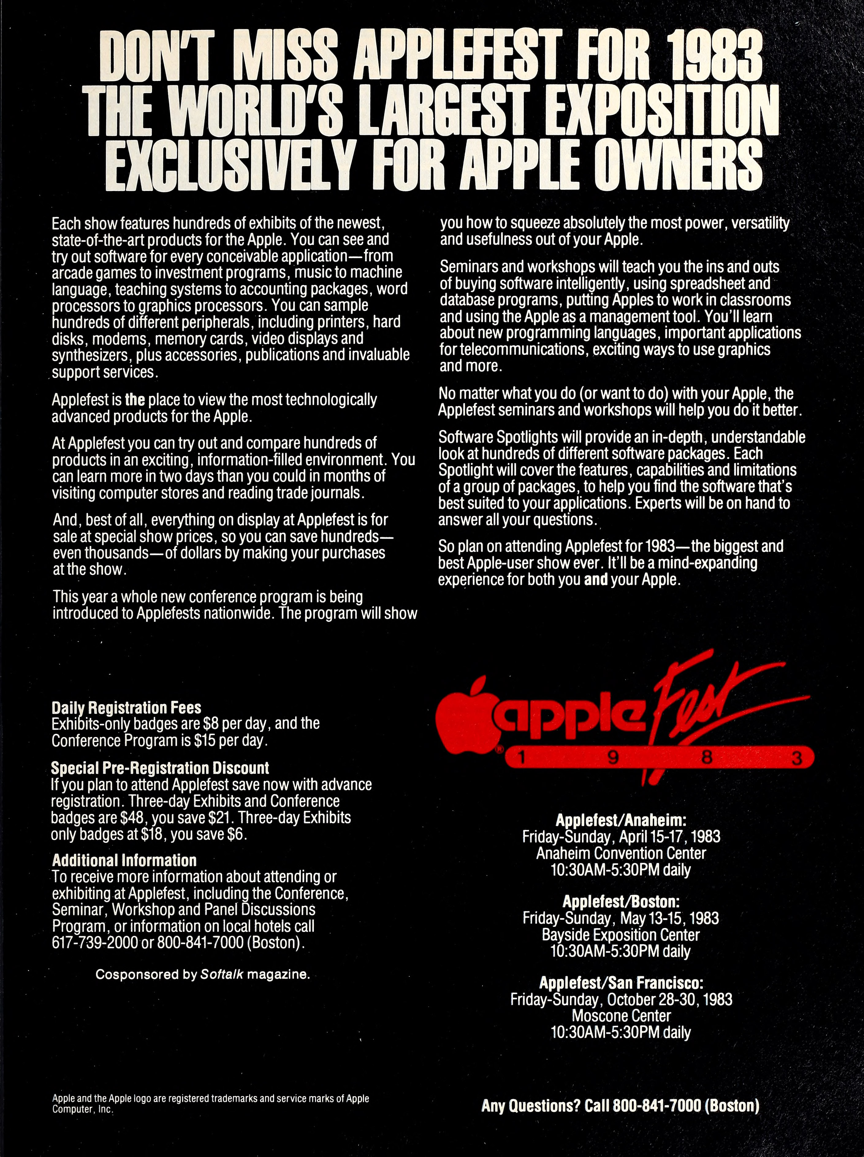 DON'T MISS APPLEFEST FOR 1983
THE WORLD'S LARGEST EXPOSITION
EXCLUSIVELY FOR APPLE OWNERS
Each show features hundreds of exhibits of the newest,
state-of-the-art products for the Apple. You can see and
try out software for every conceivable application—from
arcade games to investment programs, music to machine
language, teaching systems to accounting packages, word
processors to graphics processors. You can sample
hundreds of different peripherals, including printers, hard
disks, modems, memory cards, video displays and
synthesizers, plus accessories, publications and invaluable
support services.
Applefest is the place to view the most technologically
advanced products for the Apple.
At Applefest you can try out and compare hundreds of
products in an exciting, information-filled environment. You
can learn more in two days than you could in months of
visiting computer stores and reading trade journals.
And, best of all, everything on display at Applefest is for
sale at special show prices, so you can save hundreds—
even thousands—of dollars by making your purchases
at the show.
This year a whole new conference program is being
introduced to Applefests nationwide. The program will show
you how to squeeze absolutely the most power, versatility
and usefulness out of your Apple.
Seminars and workshops will teach you the ins and outs
of buying software intelligently, using spreadsheet and
database programs, putting Apples to work in classrooms
and using the Apple as a management tool. You'll learn
about new programming languages, important applications
for telecommunications, exciting ways to use graphics
and more.
No matter what you do (or want to do) with your Apple, the
Applefest seminars and workshops will help you do it better.
Software Spotlights will provide an in-depth, understandable
look at hundreds of different software packages. Each
Spotlight will cover the features, capabilities and limitations
of a group of packages, to help you find the software that's
best suited to your applications. Experts will be on hand to
answer all your questions.
So plan on attending Applefest for 1983—the biggest and
best Apple-user show ever. It'll be a mind-expanding
experience for both you and your Apple.
Daily Registration Fees
Exhibits-only badges are $8 per day, and the
Conference Program is $15 per day.
Special Pre-Registration Discount
If you plan to attend Applefest save now with advance
registration. Three-day Exhibits and Conference
badges are $48, you save $21. Three-day Exhibits
only badges at $18, you save $6.
Additional Information
To receive more information about attending or
exhibiting at Applefest, including the Conference,
Seminar, Workshop and Panel Discussions
Program, or information on local hotels call
617-739-2000 or 800-841-7000 (Boston).
Cosponsored by Softalk magazine.
Apple and the Apple logo are registered trademarks and service marks of Apple
Computer, Inc.
apple Fest
® 1 9 8 3
Applefest/Anaheim:
Friday-Sunday, April 15-17, 1983
Anaheim Convention Center
10:30AM-5:30PM daily
Applefest/Boston:
Friday-Sunday, May 13-15, 1983
Bayside Exposition Center
10:30AM-5:30PM daily
Applefest/San Francisco:
Friday-Sunday, October 28-30, 1983
Moscone Center
10:30AM-5:30PM daily
Any Questions? Call 800-841-7000 (Boston)